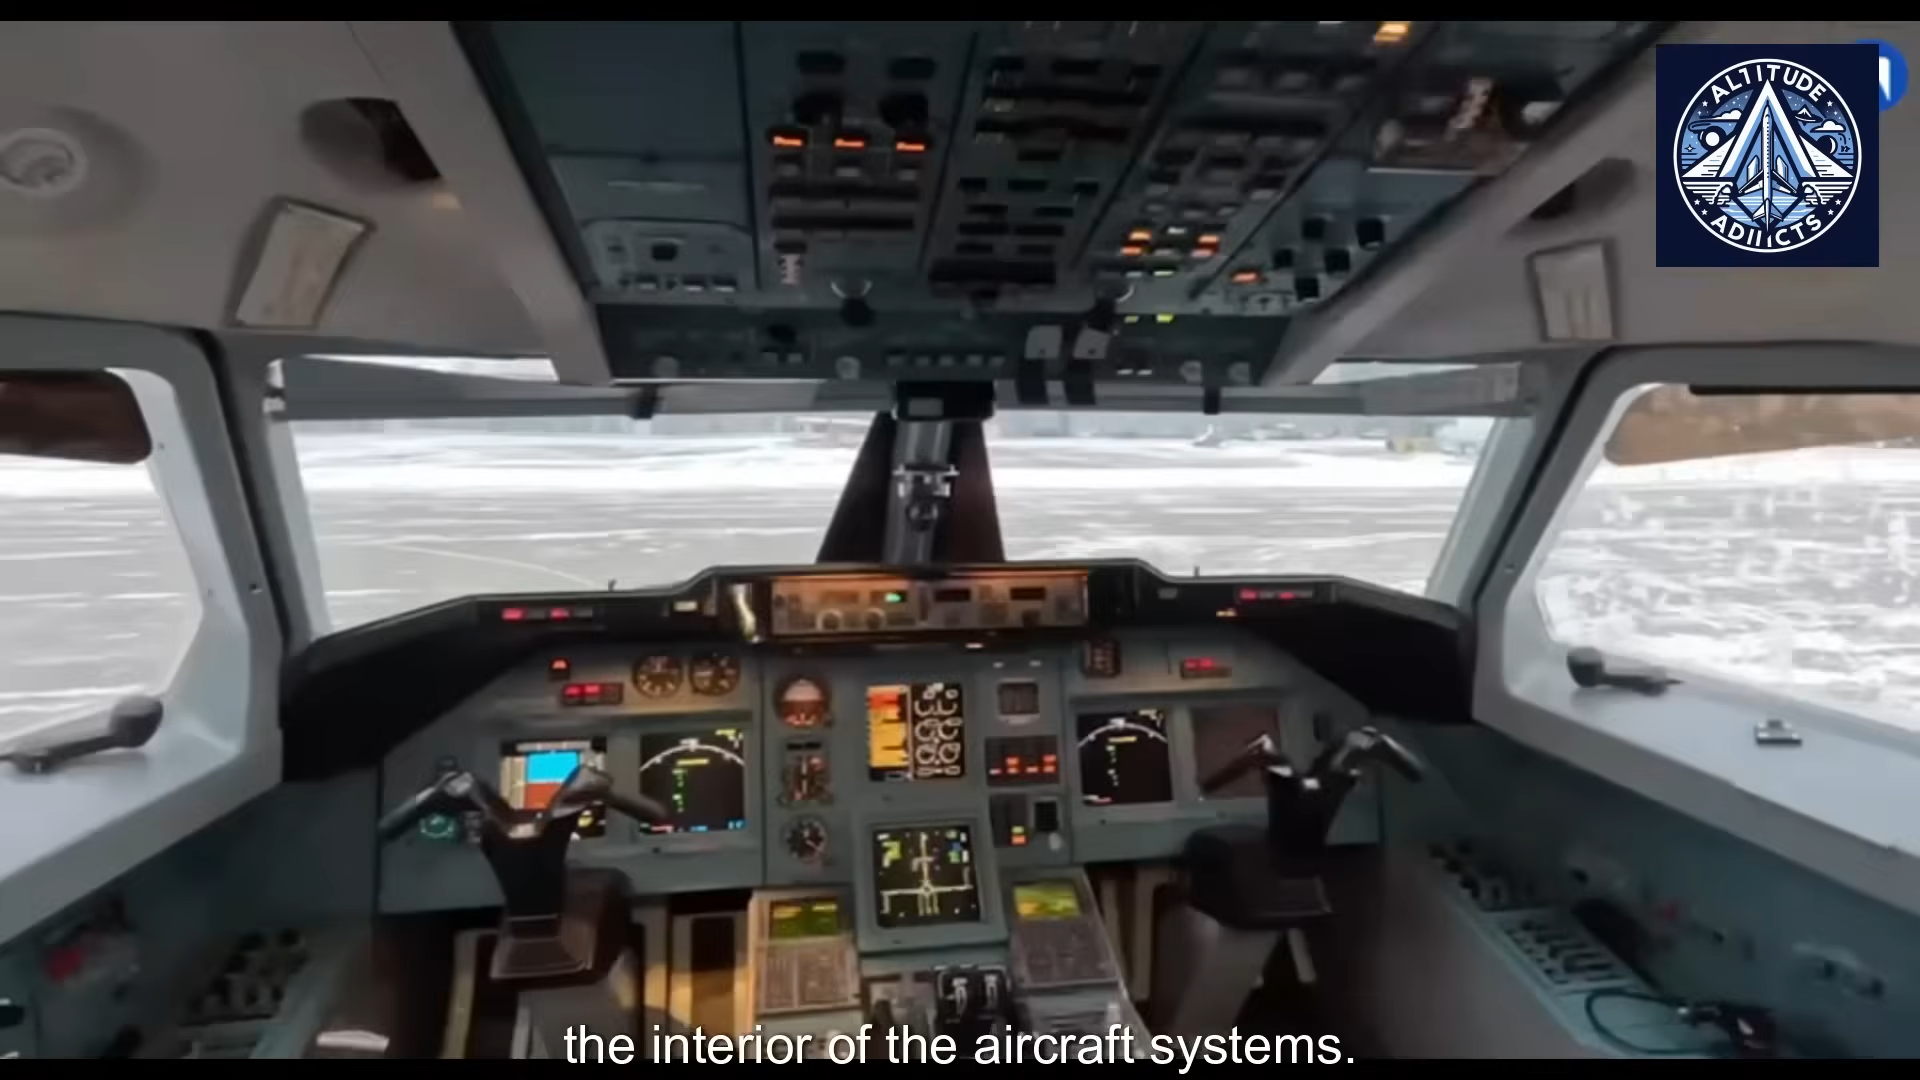 ALTITUDE
ADIIICTS
the interior of the aircraft systems.